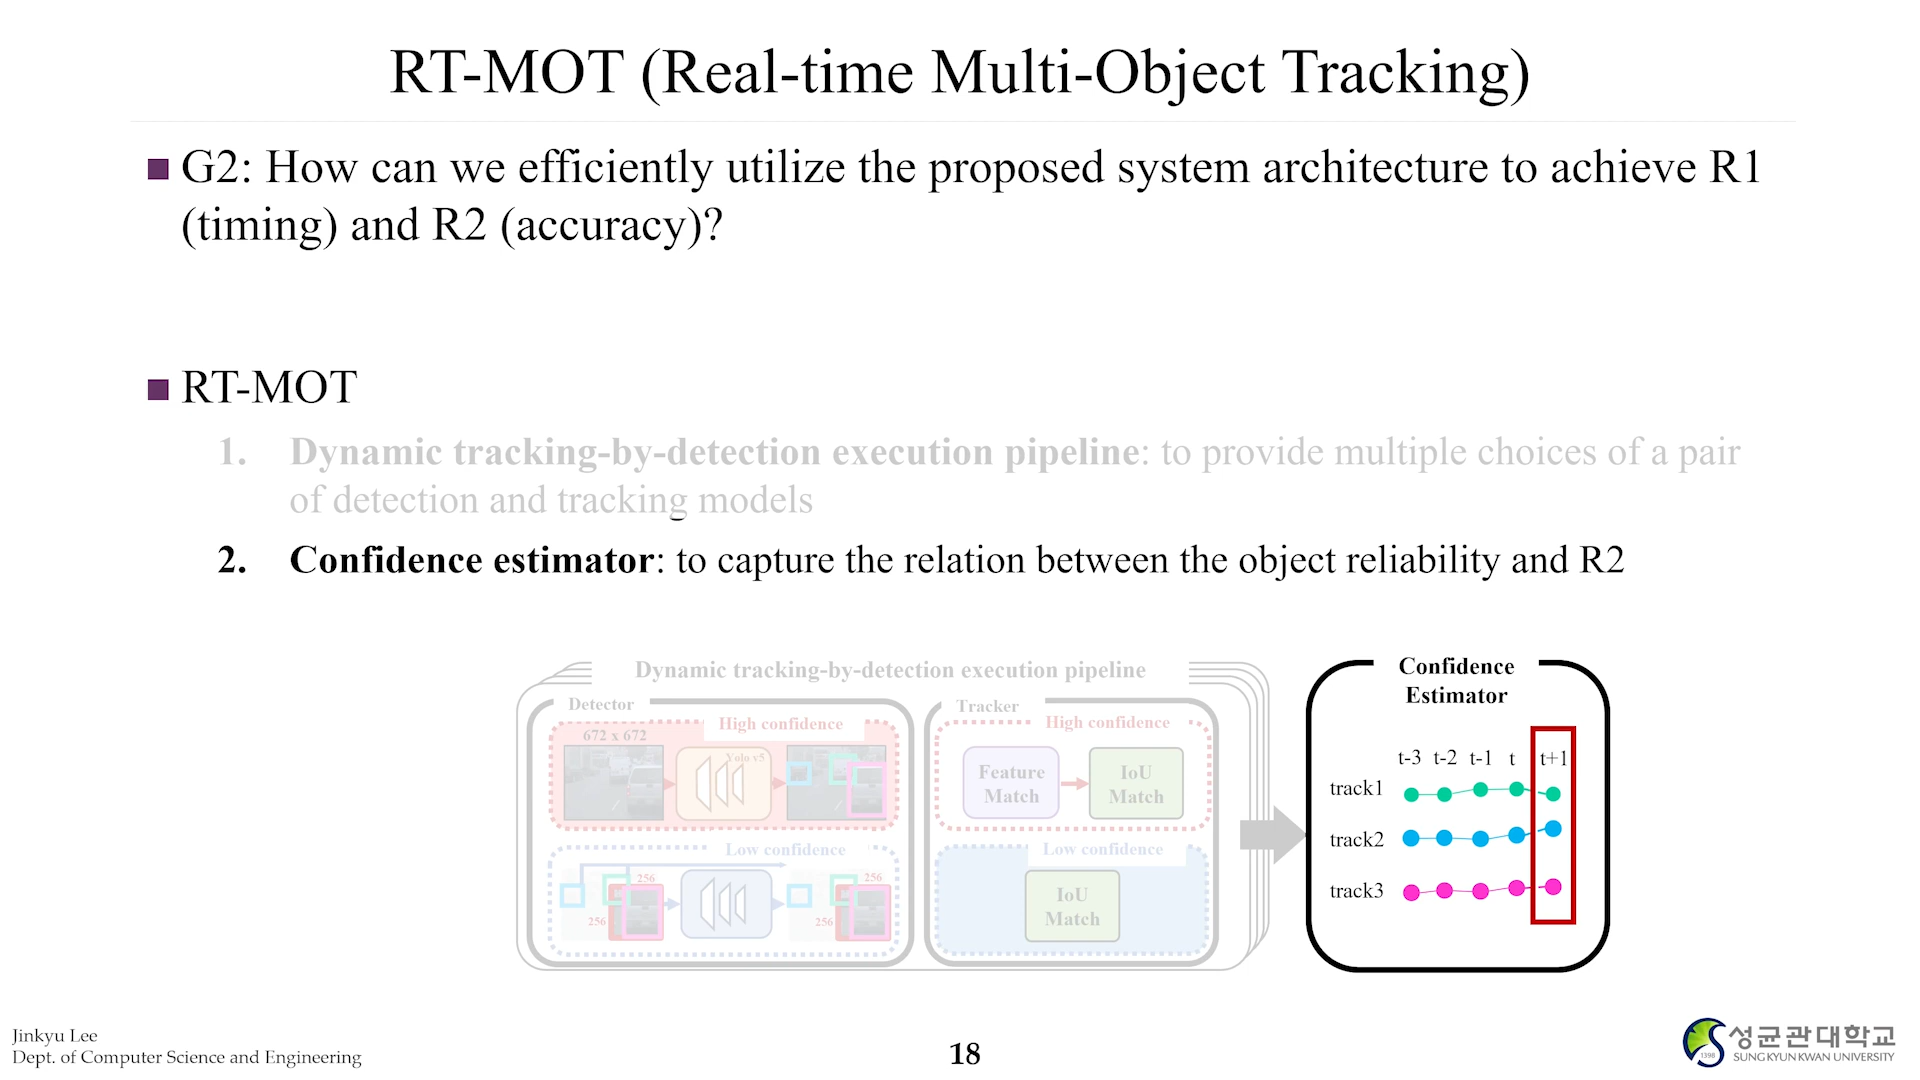 RT-MOT (Real-time Multi-Object Tracking)
G2: How can we efficiently utilize the proposed system architecture to achieve R1
(timing) and R2 (accuracy)?
RT-MOT
1. Dynamic tracking-by-detection execution pipeline: to provide multiple choices of a pair
of detection and tracking models
2. Confidence estimator: to capture the relation between the object reliability and R2
Dynamic tracking-by-detection execution pipeline
Detector
High confidence
672 x 672
Yolo v5
Low confidence
256
256
256
256
Tracker
High confidence
Feature
Match
IoU
Match
Low confidence
IoU
Match
Confidence
Estimator
t-3 t-2 t-1 t t+1
track1
track2
track3
Jinkyu Lee
Dept. of Computer Science and Engineering
18
1398
성균관대학교
SUNG KYUN KWAN UNIVERSITY